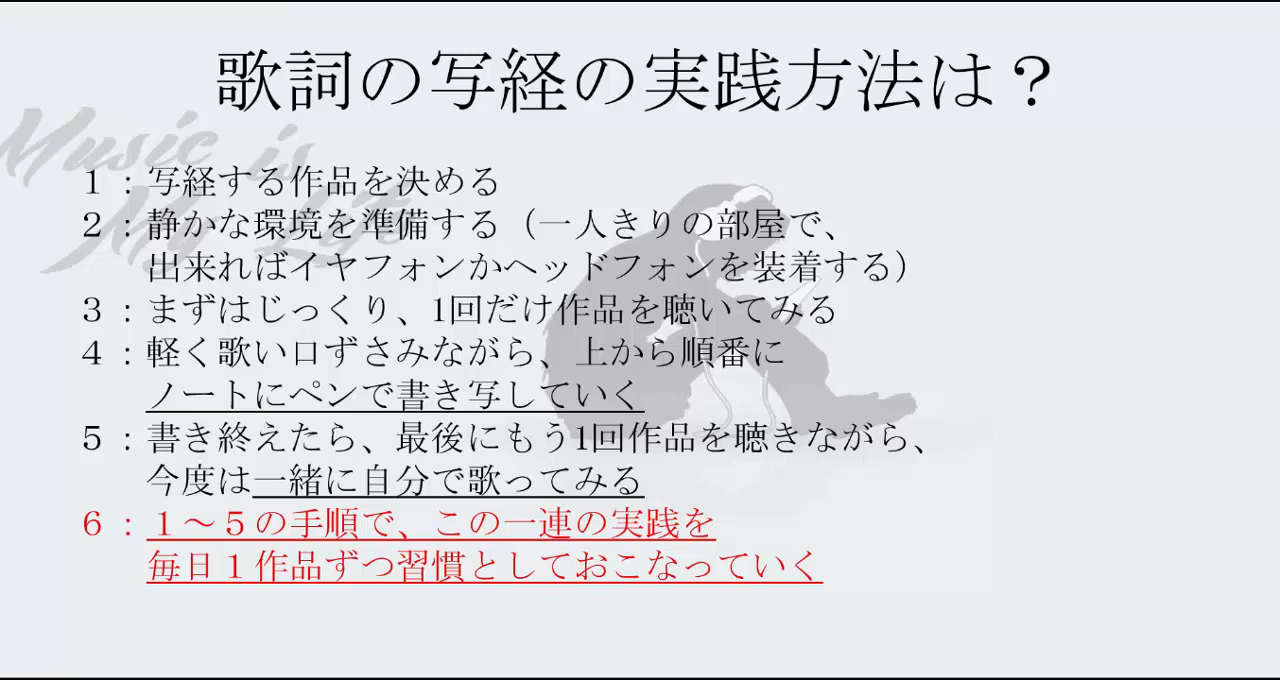 歌詞の写経の実践方法は？
Music is
My Life
１：写経する作品を決める
２：静かな環境を準備する（一人きりの部屋で、
出来ればイヤフォンかヘッドフォンを装着する）
３：まずはじっくり、1回だけ作品を聴いてみる
４：軽く歌い口ずさみながら、上から順番に
ノートにペンで書き写していく
５：書き終えたら、最後にもう1回作品を聴きながら、
今度は一緒に自分で歌ってみる
６：１～５の手順で、この一連の実践を
毎日１作品ずつ習慣としておこなっていく